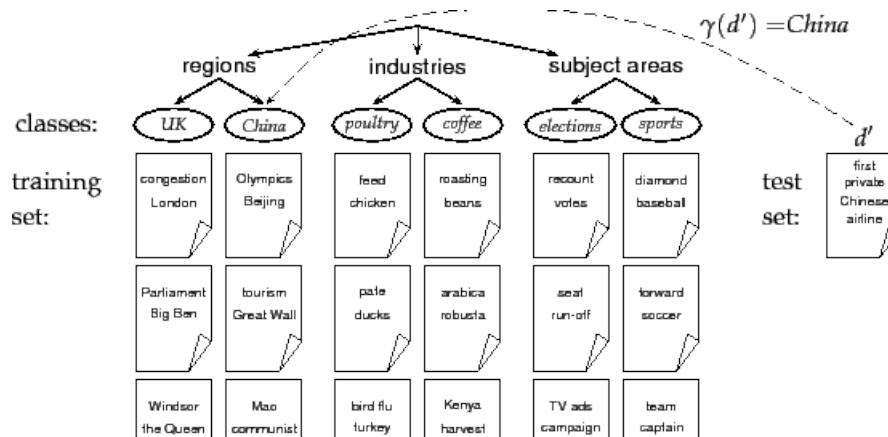 γ(d′) =China
regions industries subject areas
classes: UK China poultry coffee elections sports
d′
training set:
congestion
London
Olympics
Beijing
feed
chicken
roasting
beans
recount
votes
diamond
baseball
test set:
first
private
Chinese
airline
Parliament
Big Ben
tourism
Great Wall
pate
ducks
arabica
robusta
seat
run-off
forward
soccer
Windsor
the Queen
Mao
communist
bird flu
turkey
Kenya
harvest
TV ads
campaign
team
captain